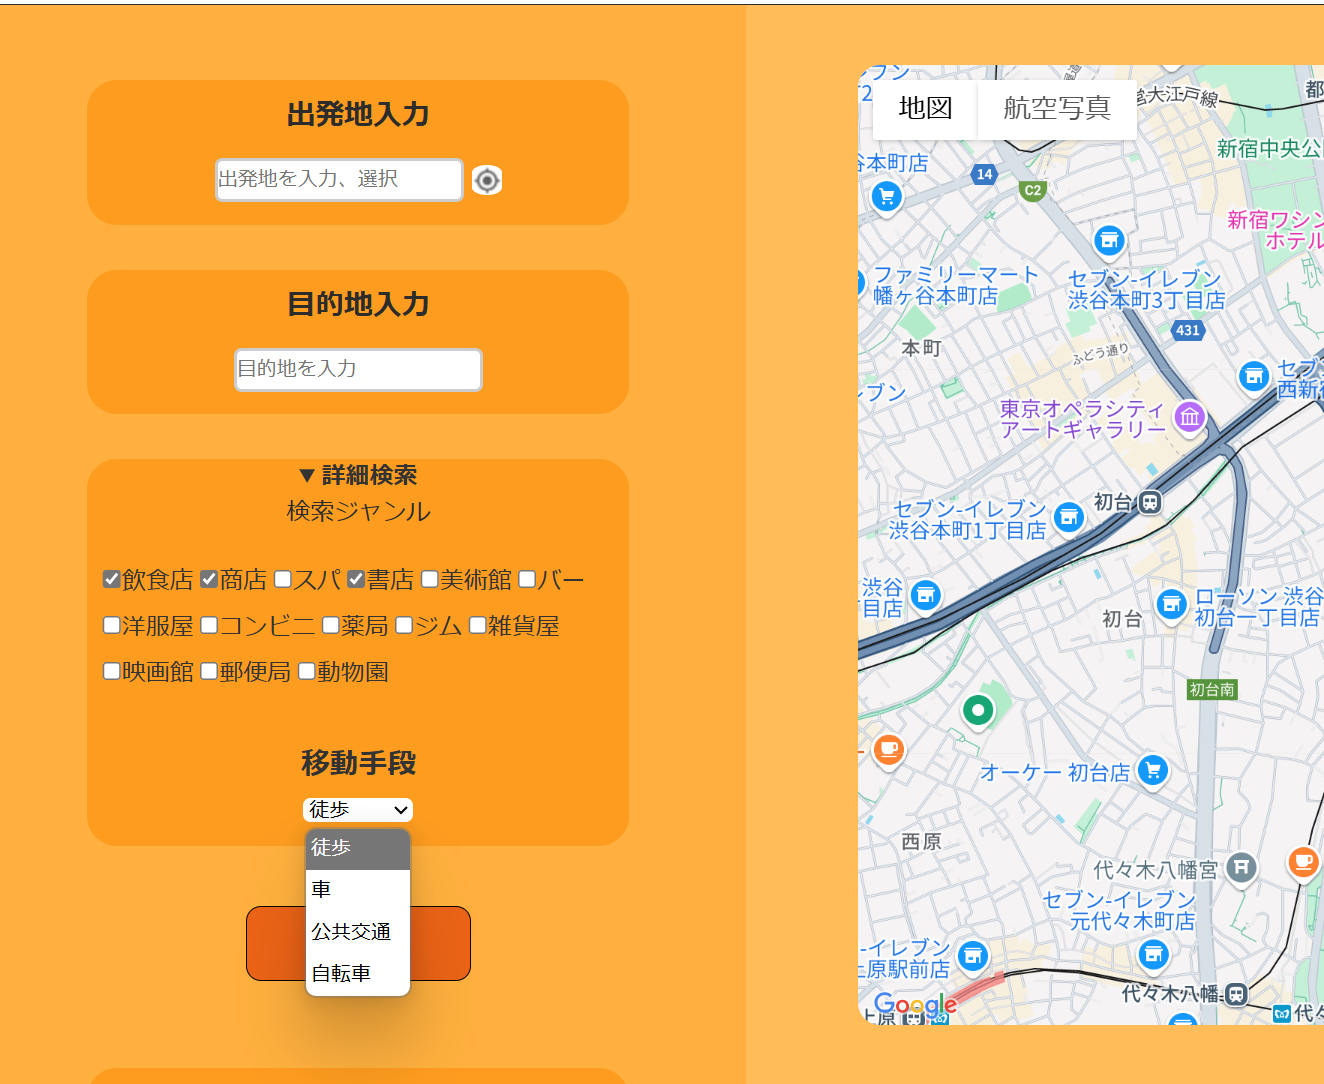 出発地入力
出発地を入力、選択
目的地入力
目的地を入力
▼詳細検索
検索ジャンル
飲食店 商店 スパ 書店 美術館 バー
洋服屋 コンビニ 薬局 ジム 雑貨屋
映画館 郵便局 動物園
移動手段
徒歩
徒歩
車
公共交通
自転車
地図 航空写真
営大江戸線
都
新宿中央公
谷本町店
14
C2
新宿ワシン
ホテル
ファミリーマート
幡ヶ谷本町店
セブン-イレブン
渋谷本町3丁目店
431
本町
ふどう通り
セブ
西新宿
ブン
東京オペラシティ
アートギャラリー
初台
セブン-イレブン
渋谷本町1丁目店
渋谷
目店
ローソン 渋谷
初台一丁目店
初台
初台南
オーケー 初台店
西原
代々木八幡宮
セブン-イレブン
元代々木町店
-イレブン
上原駅前店
代々木八幡
Google
上原
代々